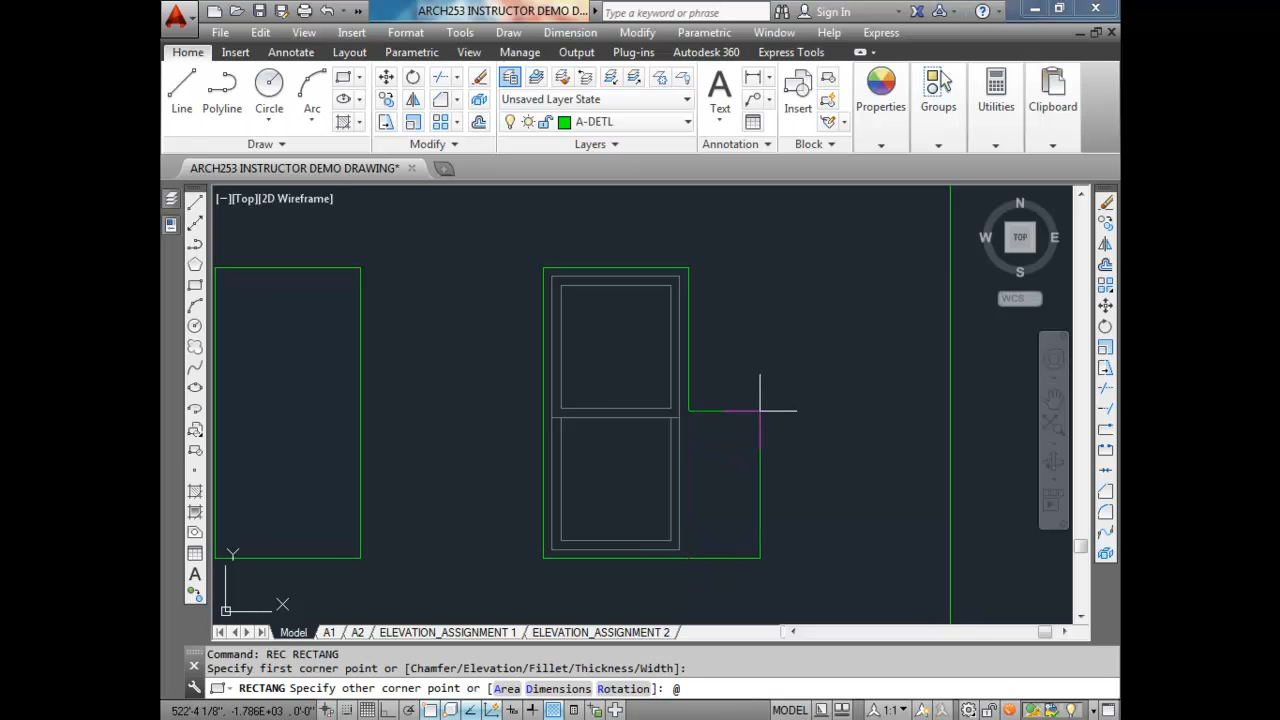 ARCH253 INSTRUCTOR DEMO D...
Type a keyword or phrase
Sign In
File Edit View Insert Format Tools Draw Dimension Modify Parametric Window Help Express
Home Insert Annotate Layout Parametric View Manage Output Plug-ins Autodesk 360 Express Tools
Unsaved Layer State
A-DETL
Line Polyline Circle Arc Text Insert Properties Groups Utilities Clipboard
Draw Modify Layers Annotation Block
ARCH253 INSTRUCTOR DEMO DRAWING*
[−][Top][2D Wireframe]
N
W TOP E
S
WCS
Y
X
Model A1 A2 ELEVATION_ASSIGNMENT 1 ELEVATION_ASSIGNMENT 2
Command: REC RECTANG
Specify first corner point or [Chamfer/Elevation/Fillet/Thickness/Width]:
RECTANG Specify other corner point or [Area Dimensions Rotation]: @
522'-4 1/8", -1.786E+03, 0'-0" MODEL 1:1